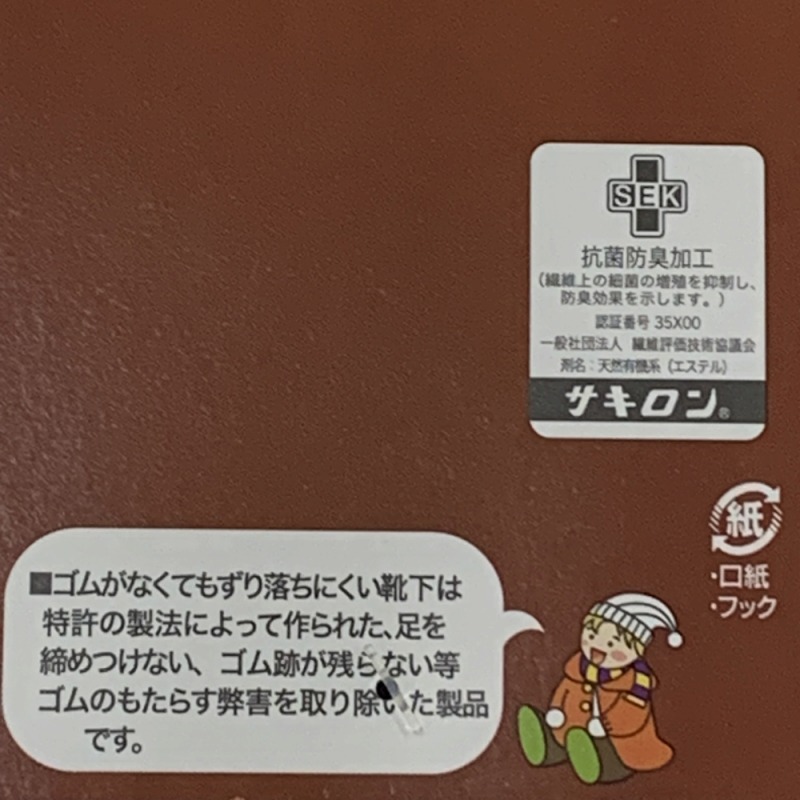 SEK
抗菌防臭加工
（繊維上の細菌の増殖を抑制し、
防臭効果を示します。）
認証番号 35X00
一般社団法人 繊維評価技術協議会
剤名：天然有機系（エステル）
サキロン®
紙
・口紙
・フック
■ゴムがなくてもずり落ちにくい靴下は
特許の製法によって作られた、足を
締めつけない、ゴム跡が残らない等
ゴムのもたらす弊害を取り除いた製品
です。